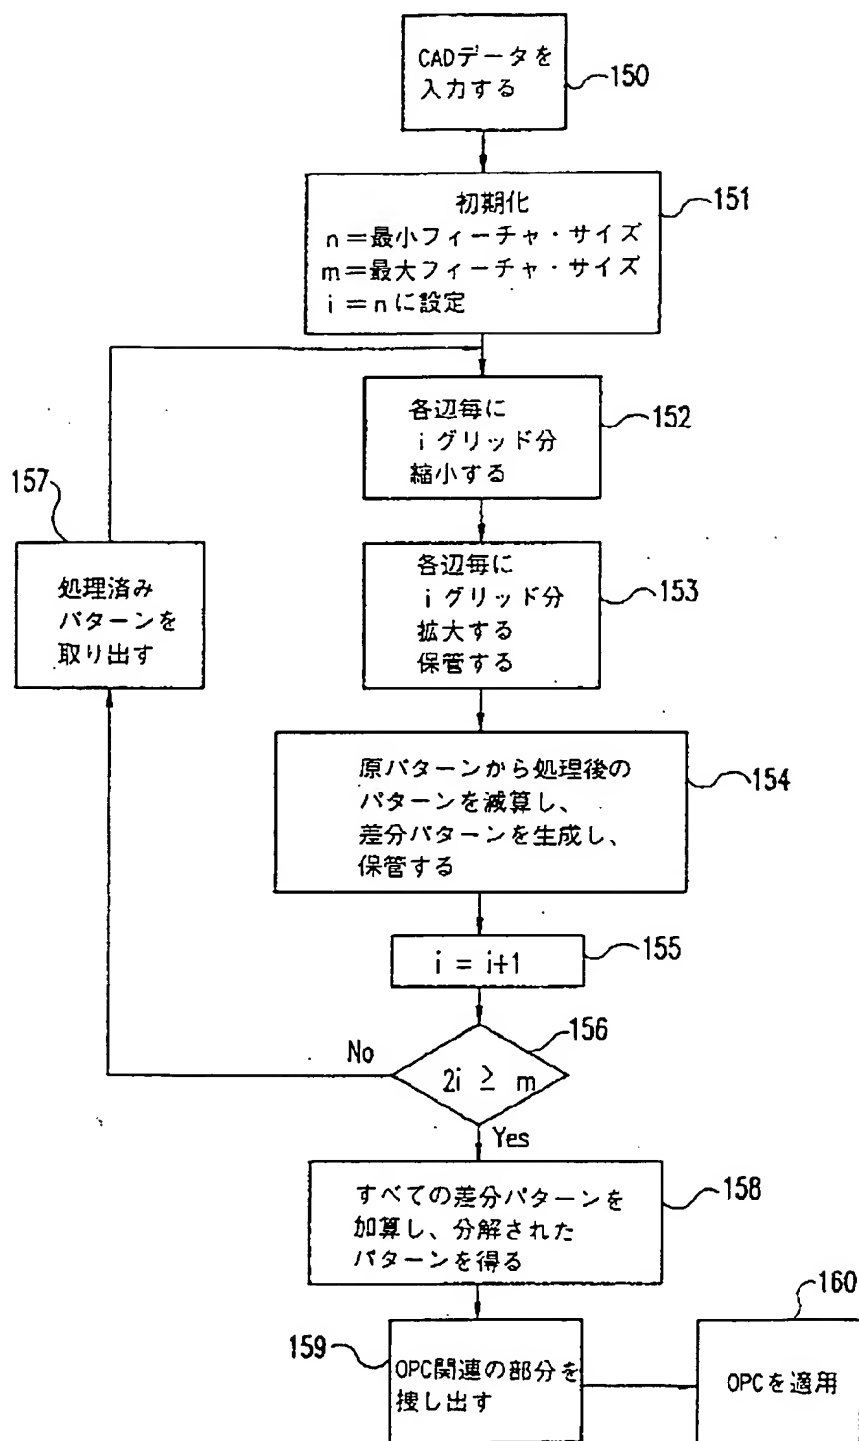 CADデータを
入力する
150
初期化
n＝最小フィーチャ・サイズ
m＝最大フィーチャ・サイズ
i＝nに設定
151
各辺毎に
iグリッド分
縮小する
152
157
処理済み
パターンを
取り出す
各辺毎に
iグリッド分
拡大する
保管する
153
原パターンから処理後の
パターンを減算し、
差分パターンを生成し、
保管する
154
i = i+1
155
156
No
2i ≧ m
Yes
すべての差分パターンを
加算し、分解された
パターンを得る
158
159
OPC関連の部分を
捜し出す
160
OPCを適用